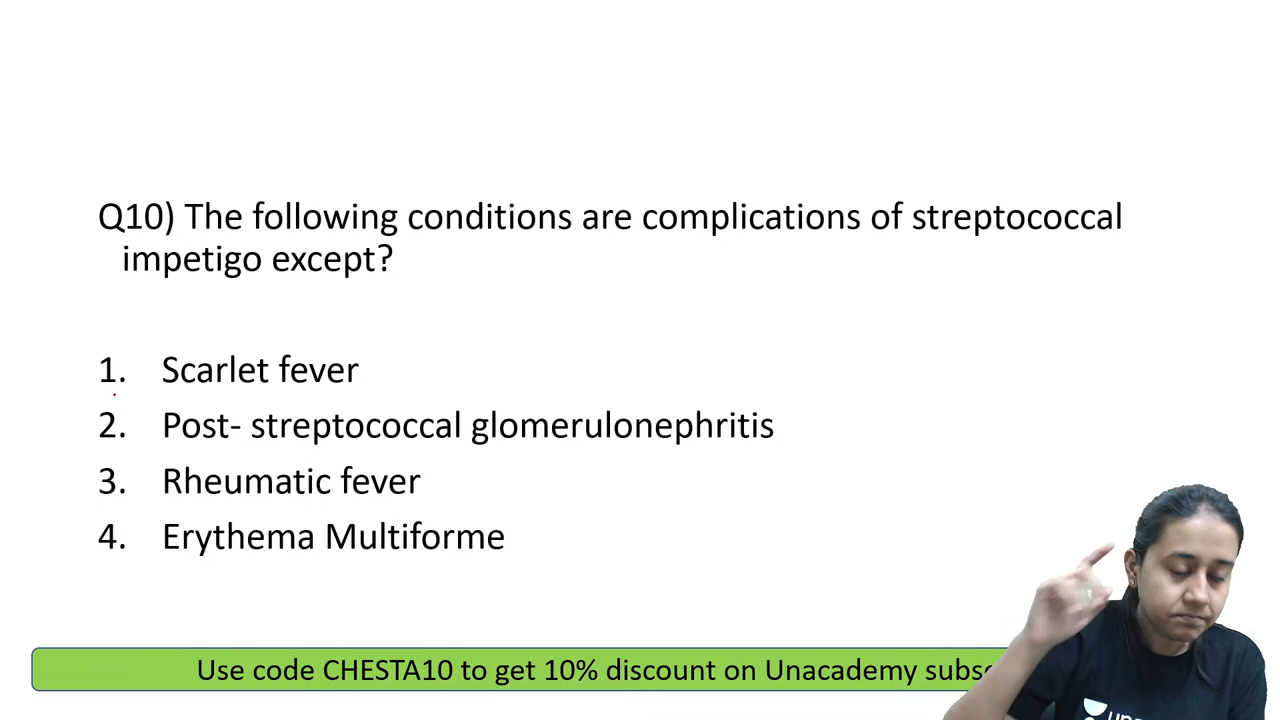 Q10) The following conditions are complications of streptococcal
impetigo except?
1. Scarlet fever
2. Post- streptococcal glomerulonephritis
3. Rheumatic fever
4. Erythema Multiforme
Use code CHESTA10 to get 10% discount on Unacademy